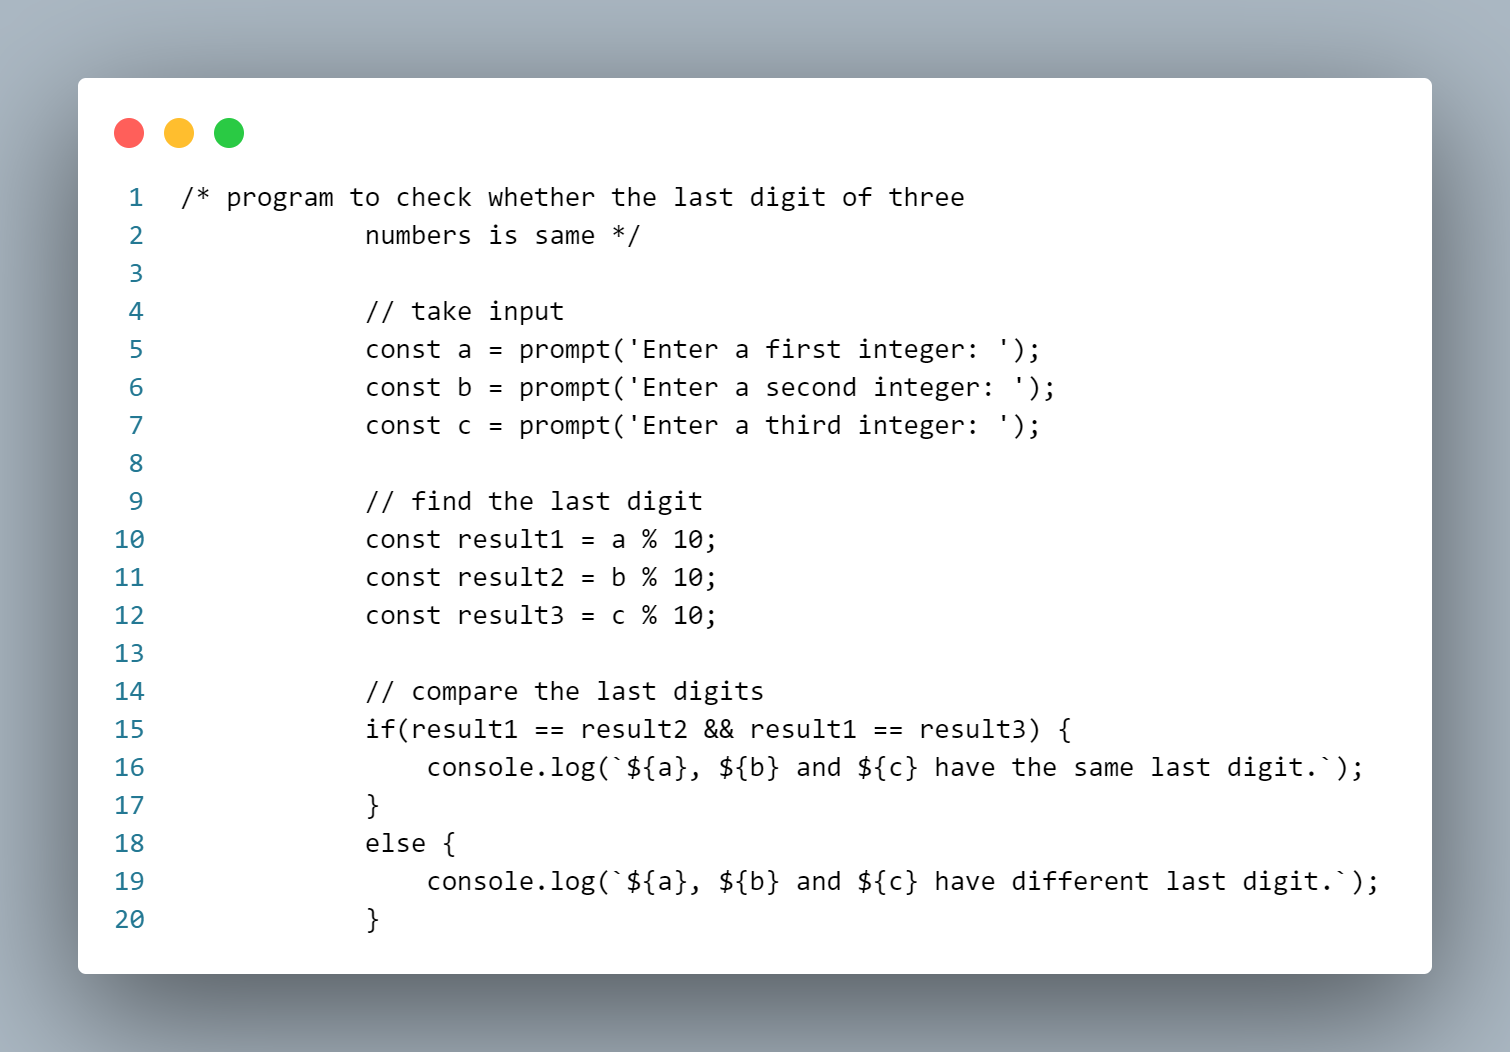 1 /* program to check whether the last digit of three
2 numbers is same */
3
4 // take input
5 const a = prompt('Enter a first integer: ');
6 const b = prompt('Enter a second integer: ');
7 const c = prompt('Enter a third integer: ');
8
9 // find the last digit
10 const result1 = a % 10;
11 const result2 = b % 10;
12 const result3 = c % 10;
13
14 // compare the last digits
15 if(result1 == result2 && result1 == result3) {
16 console.log(`${a}, ${b} and ${c} have the same last digit.`);
17 }
18 else {
19 console.log(`${a}, ${b} and ${c} have different last digit.`);
20 }